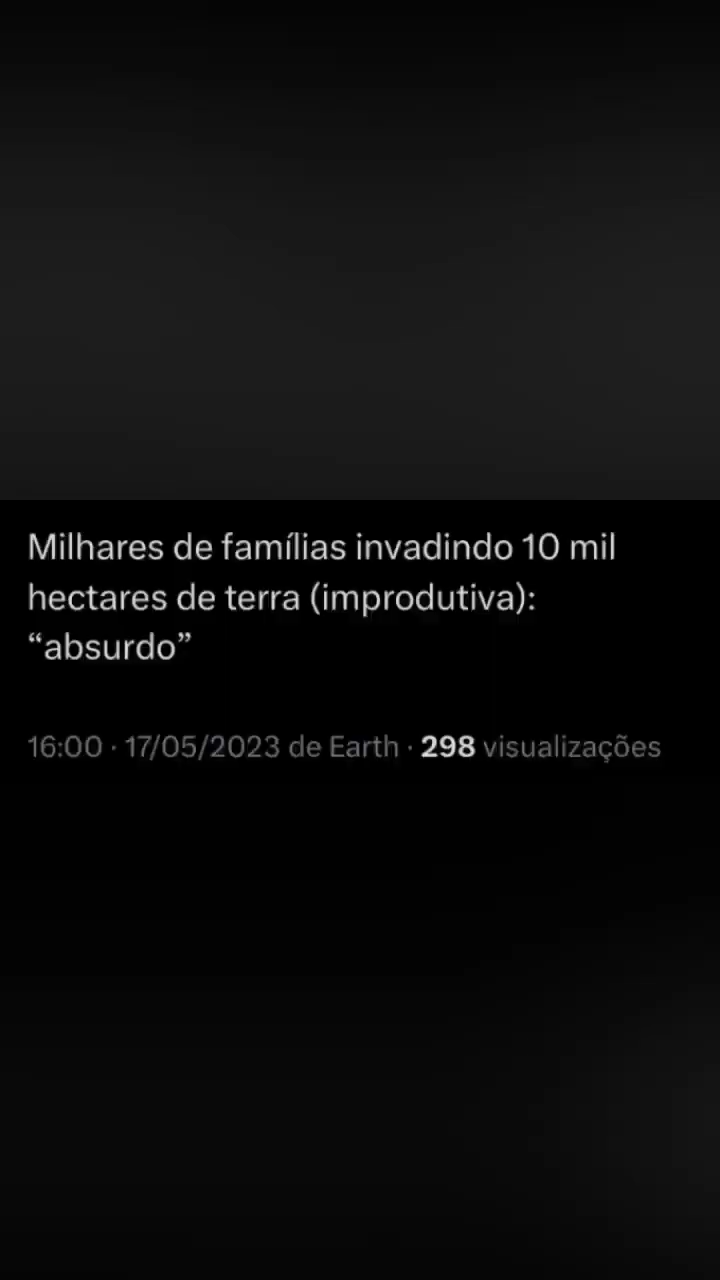 Milhares de famílias invadindo 10 mil
hectares de terra (improdutiva):
“absurdo”
16:00 · 17/05/2023 de Earth · 298 visualizações